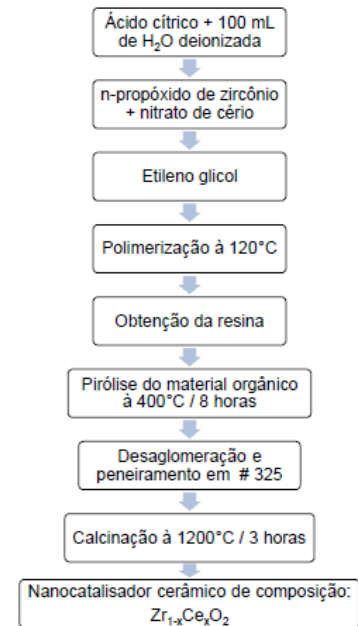 Ácido cítrico + 100 mL
de H₂O deionizada
n-propóxido de zircônio
+ nitrato de cério
Etileno glicol
Polimerização à 120°C
Obtenção da resina
Pirólise do material orgânico
à 400°C / 8 horas
Desaglomeração e
peneiramento em # 325
Calcinação à 1200°C / 3 horas
Nanocatalisador cerâmico de composição:
Zr₁₋ₓCeₓO₂